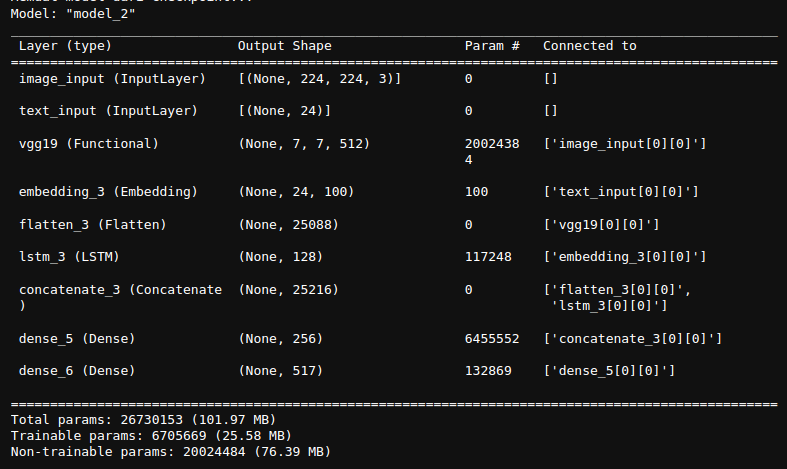 Model: "model_2"
_________________________________________________________________________________________________
Layer (type) Output Shape Param # Connected to
=================================================================================================
image_input (InputLayer) [(None, 224, 224, 3)] 0 []
text_input (InputLayer) [(None, 24)] 0 []
vgg19 (Functional) (None, 7, 7, 512) 2002438 ['image_input[0][0]']
4
embedding_3 (Embedding) (None, 24, 100) 100 ['text_input[0][0]']
flatten_3 (Flatten) (None, 25088) 0 ['vgg19[0][0]']
lstm_3 (LSTM) (None, 128) 117248 ['embedding_3[0][0]']
concatenate_3 (Concatenate (None, 25216) 0 ['flatten_3[0][0]',
) 'lstm_3[0][0]']
dense_5 (Dense) (None, 256) 6455552 ['concatenate_3[0][0]']
dense_6 (Dense) (None, 517) 132869 ['dense_5[0][0]']
=================================================================================================
Total params: 26730153 (101.97 MB)
Trainable params: 6705669 (25.58 MB)
Non-trainable params: 20024484 (76.39 MB)